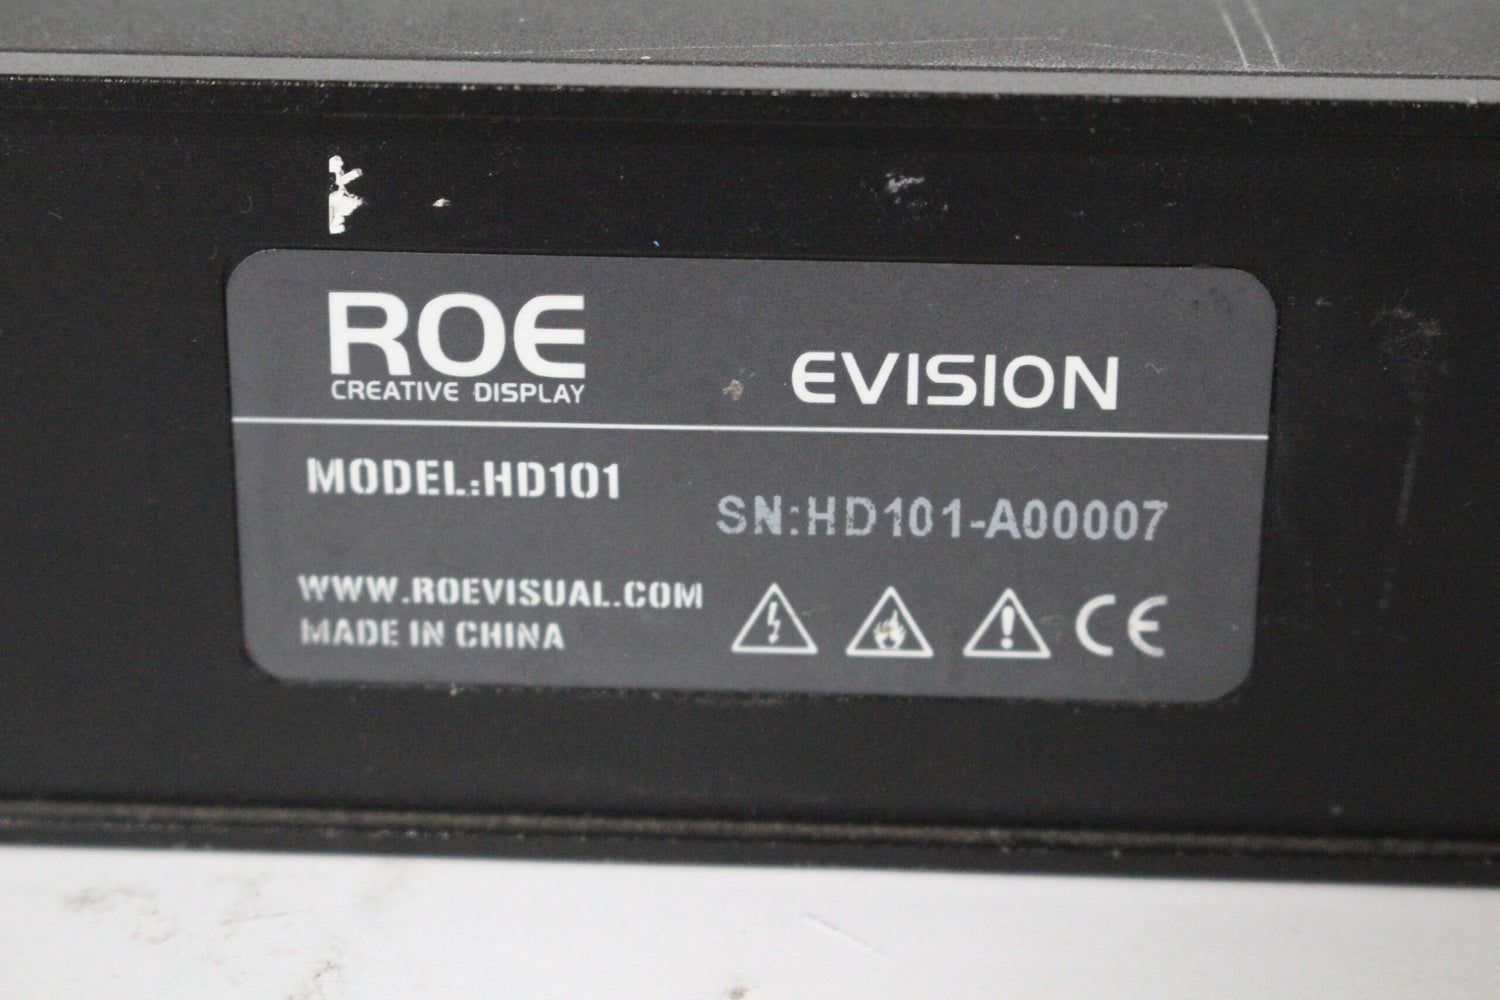 ROE
CREATIVE DISPLAY
EVISION
MODEL:HD101
SN:HD101-A00007
WWW.ROEVISUAL.COM
MADE IN CHINA
CE